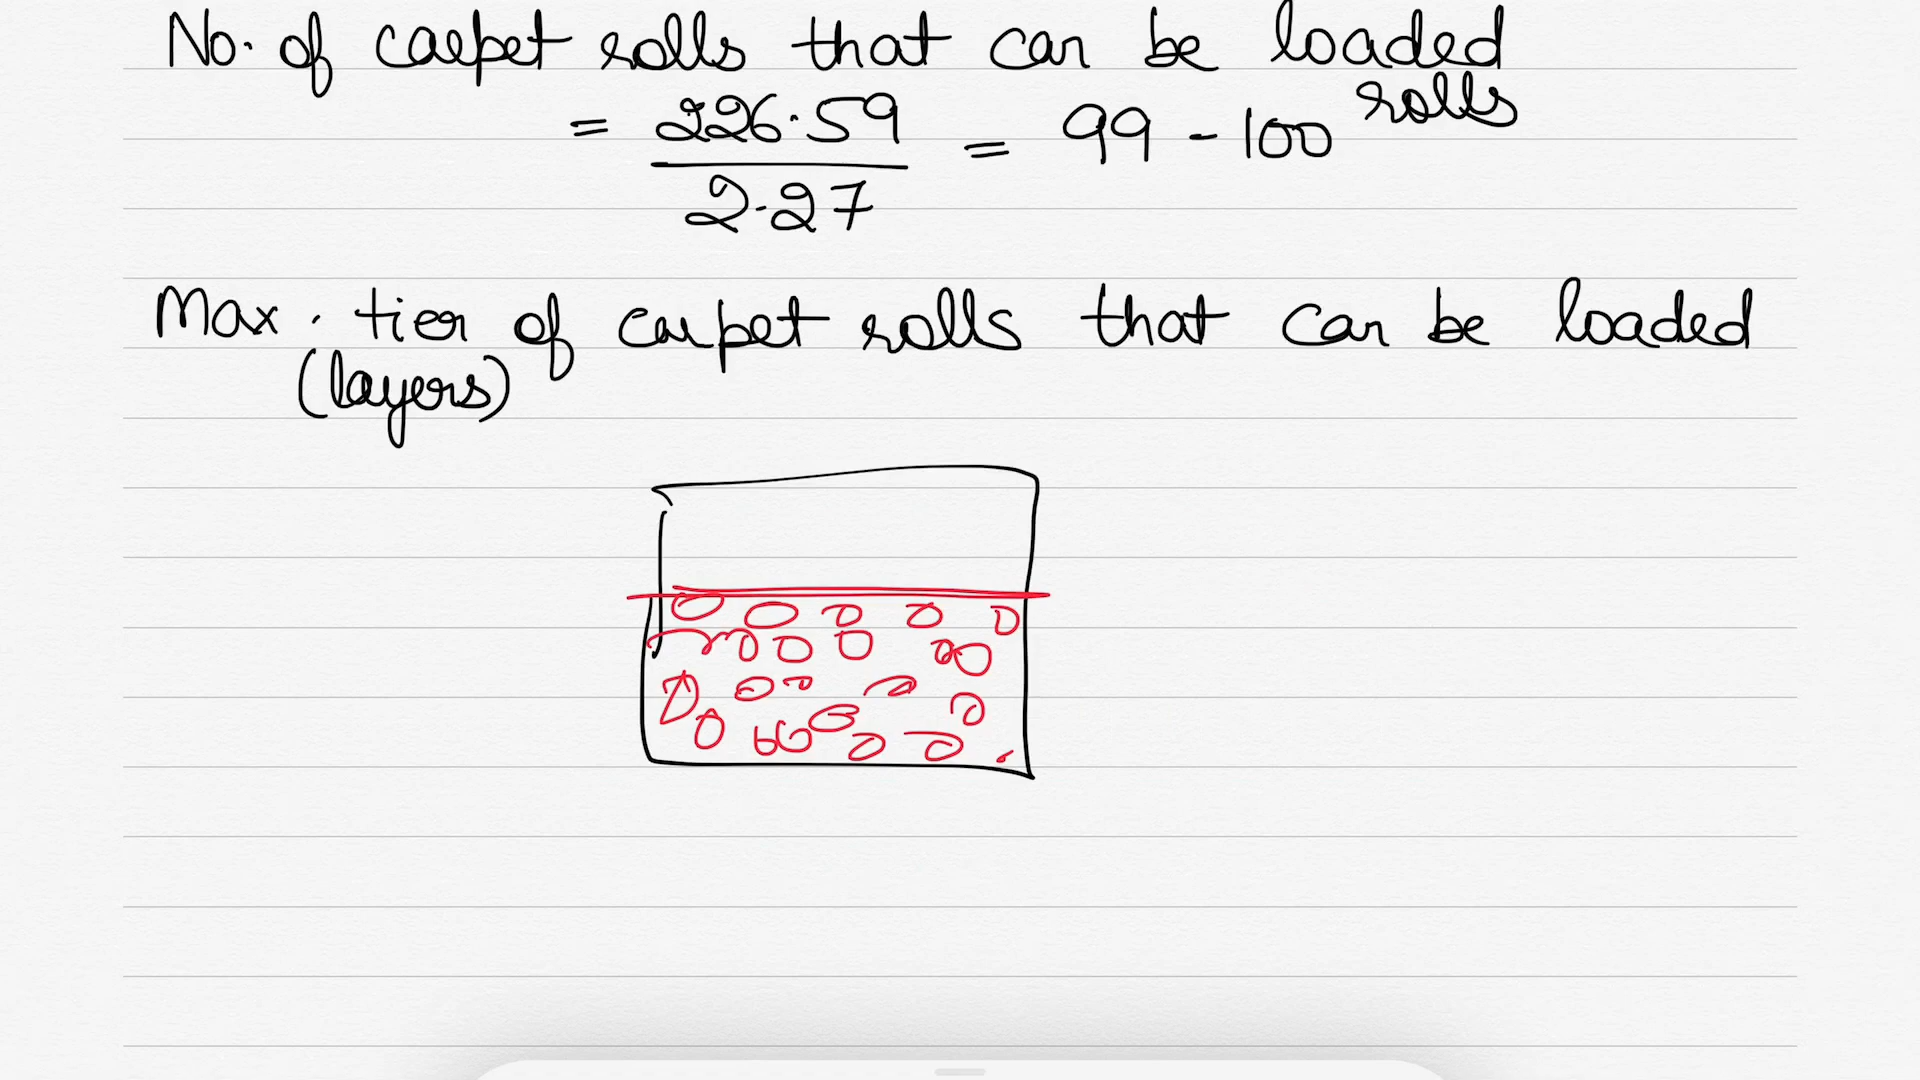 No. of carpet rolls that can be loaded
= 226.59 / 2.27 = 99 - 100 rolls
Max. tier of carpet rolls that can be loaded
(layers)